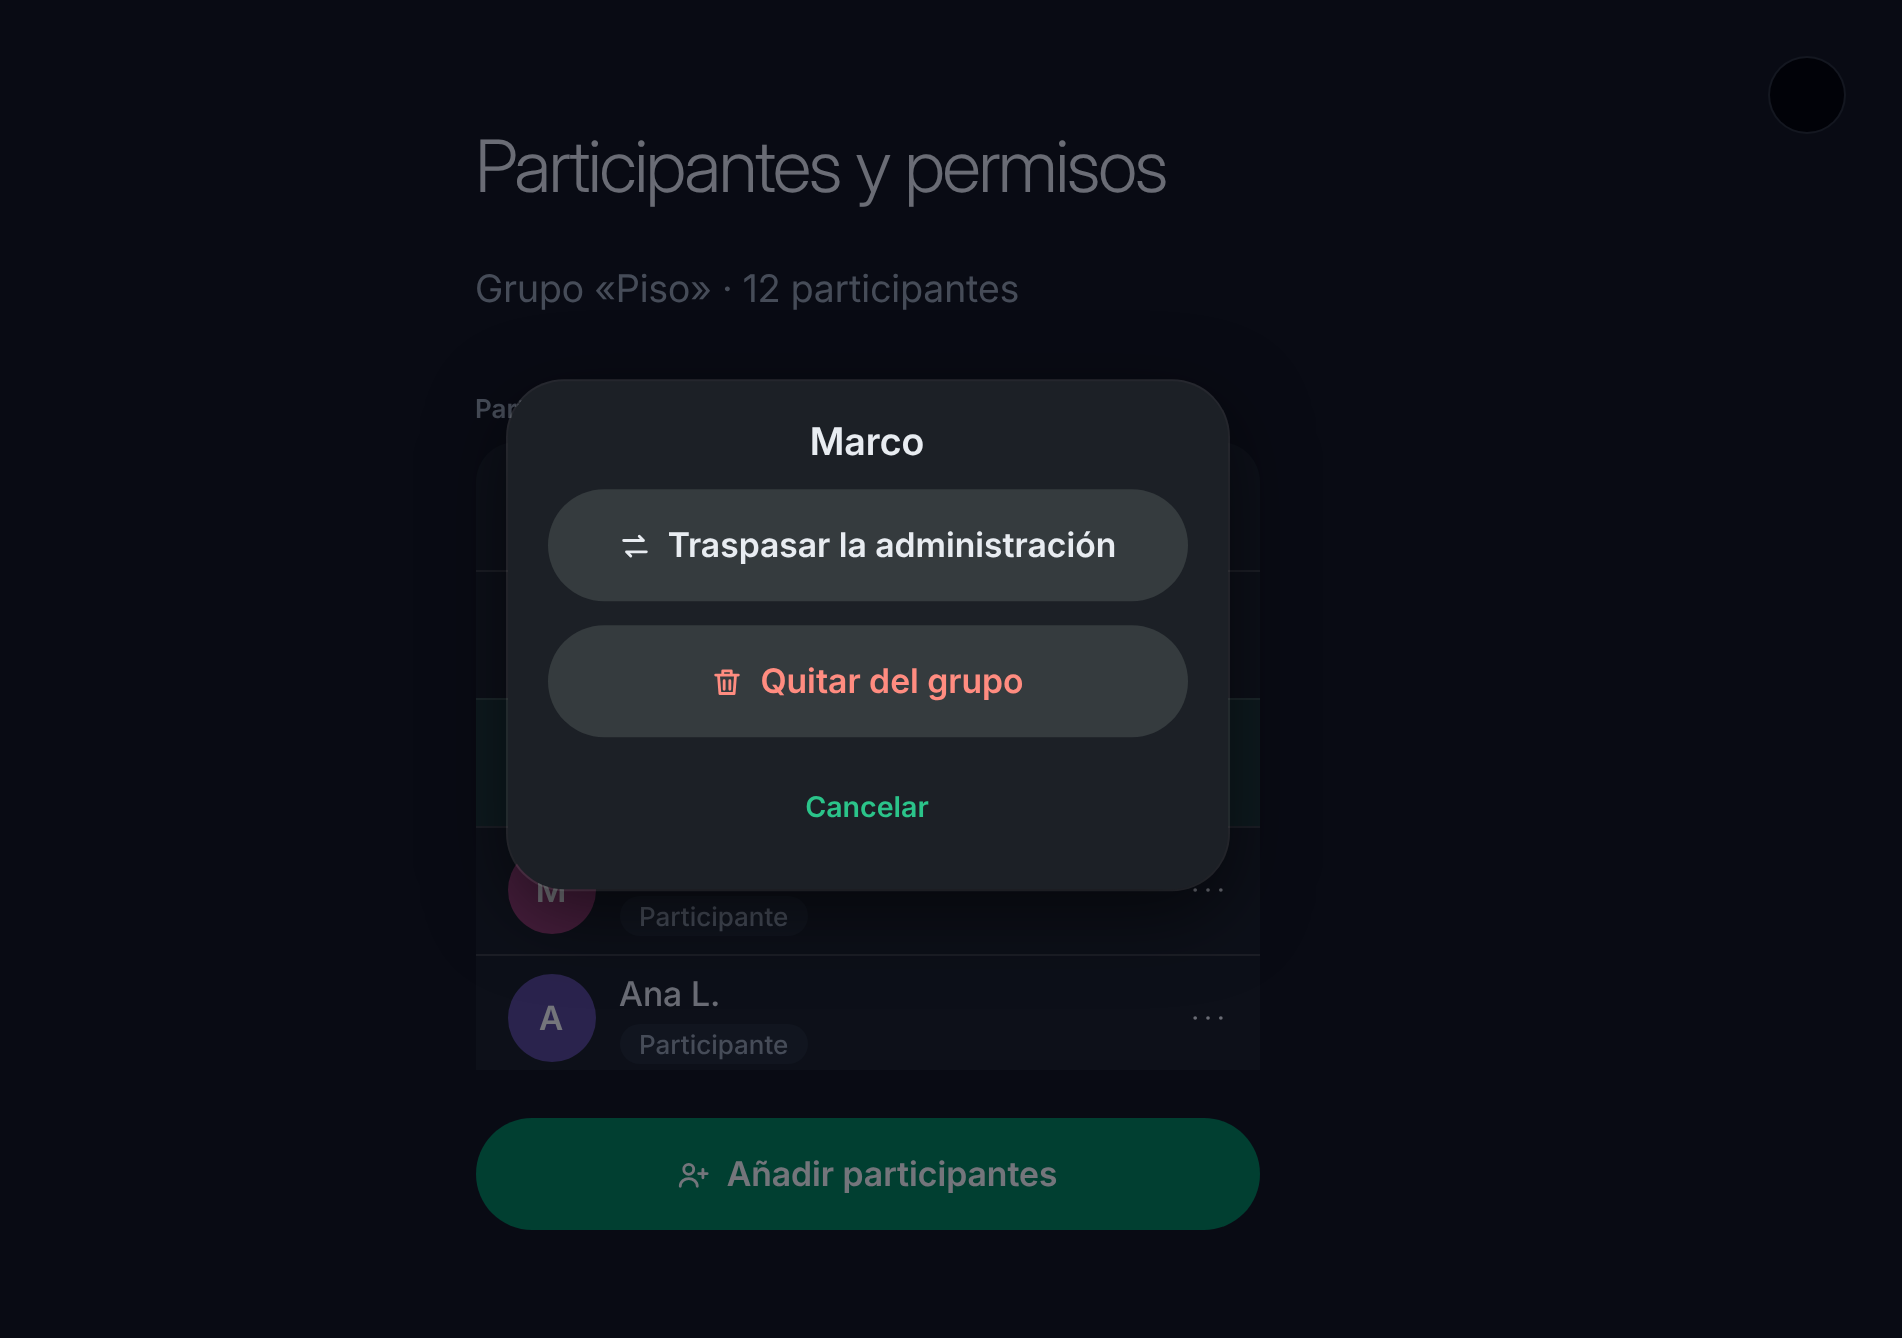 Participantes y permisos
Grupo «Piso» · 12 participantes
Marco
Traspasar la administración
Quitar del grupo
Cancelar
M
Participante
Ana L.
A
Participante
Añadir participantes